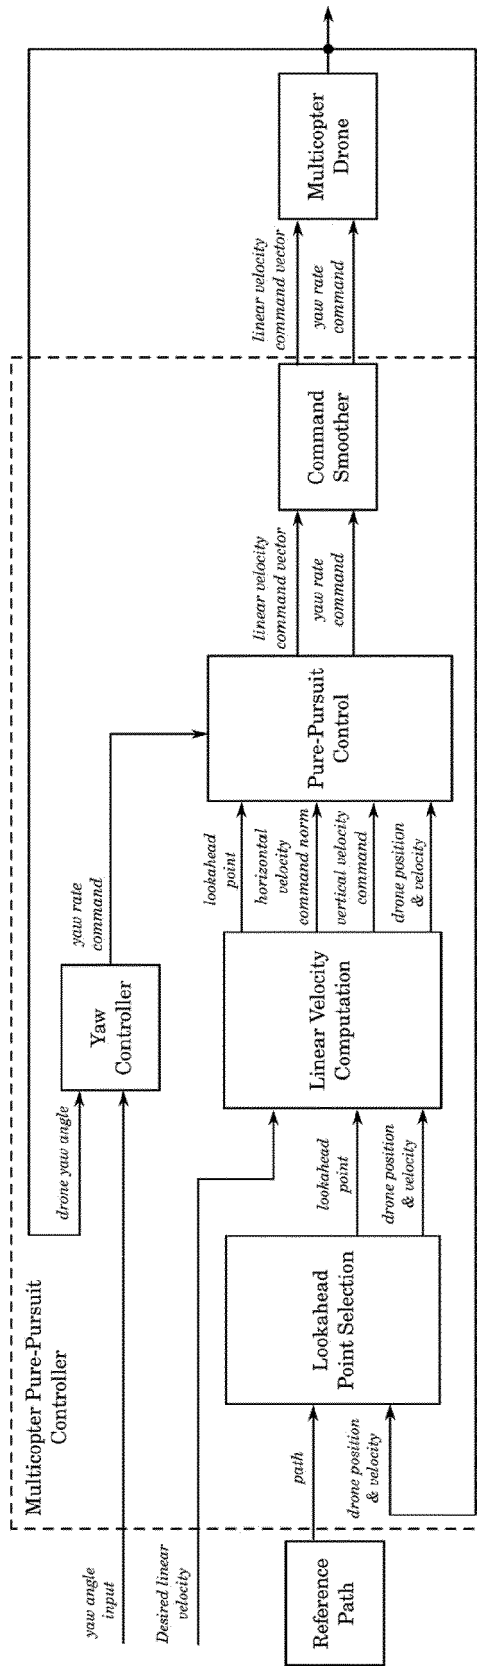 Multicopter Pure-Pursuit
Controller
yaw angle
input
Desired linear
velocity
Reference
Path
path
drone position
& velocity
Lookahead
Point Selection
drone yaw angle
lookahead
point
drone position
& velocity
Yaw
Controller
Linear Velocity
Computation
yaw rate
command
lookahead
point
horizontal
velocity
command norm
vertical velocity
command
drone position
& velocity
Pure-Pursuit
Control
linear velocity
command vector
yaw rate
command
Command
Smoother
linear velocity
command vector
yaw rate
command
Multicopter
Drone